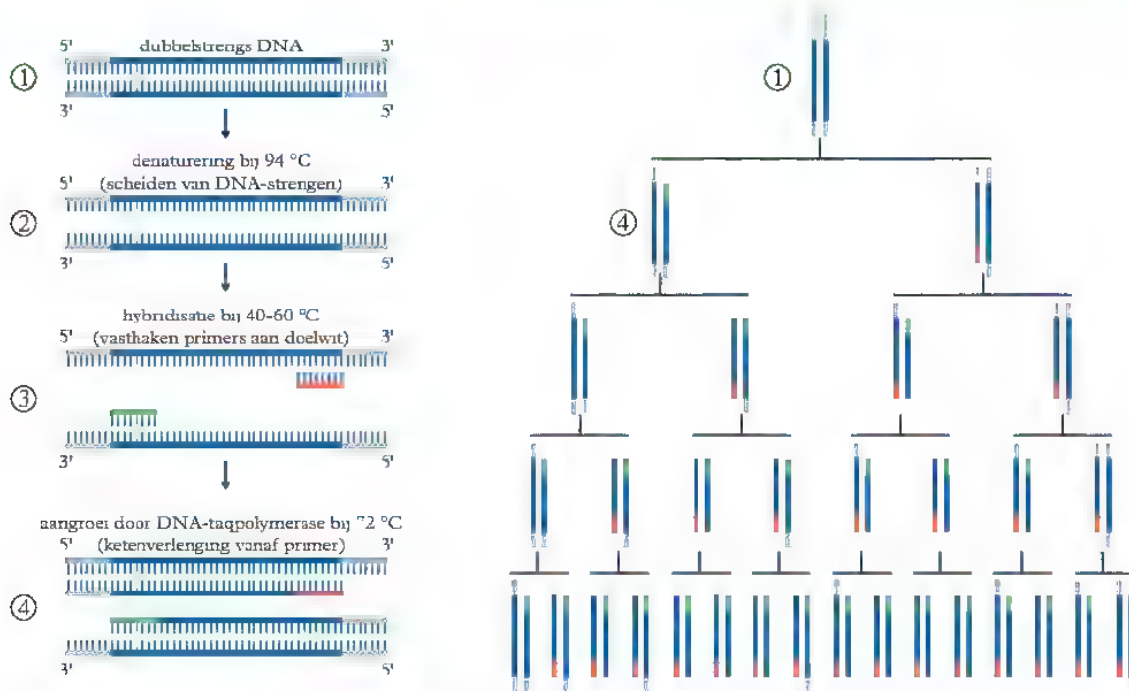 5' dubbelstrengs DNA 3'
①
3' 5'
denaturering bij 94 °C
(scheiden van DNA-strengen)
5' 3'
②
3' 5'
hybridisatie bij 40-60 °C
(vasthaken primers aan doelwit)
5' 3'
③
3' 5'
aangroei door DNA-taqpolymerase bij 72 °C
(ketenverlenging vanaf primer)
5' 3'
④
3' 5'
①
④